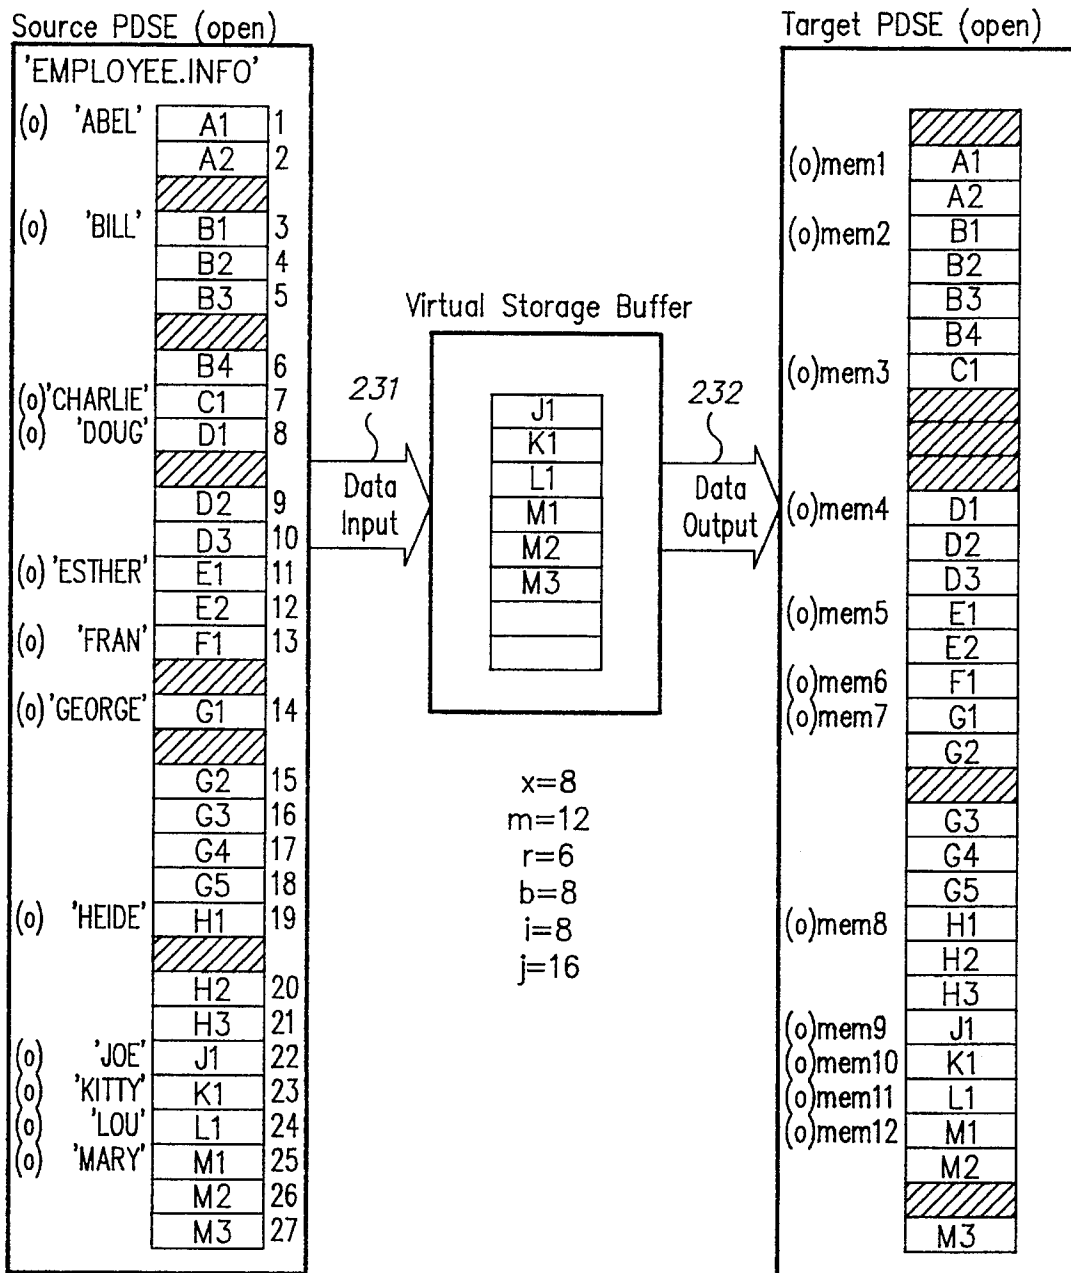 Source PDSE (open)
'EMPLOYEE.INFO'
(o) 'ABEL' A1 1
A2 2
(o) 'BILL' B1 3
B2 4
B3 5
B4 6
(o) 'CHARLIE' C1 7
(o) 'DOUG' D1 8
D2 9
D3 10
(o) 'ESTHER' E1 11
E2 12
(o) 'FRAN' F1 13
(o) 'GEORGE' G1 14
G2 15
G3 16
G4 17
G5 18
(o) 'HEIDE' H1 19
H2 20
H3 21
(o) 'JOE' J1 22
(o) 'KITTY' K1 23
(o) 'LOU' L1 24
(o) 'MARY' M1 25
M2 26
M3 27
231
Data
Input
Virtual Storage Buffer
J1
K1
L1
M1
M2
M3
x=8
m=12
r=6
b=8
i=8
j=16
232
Data
Output
Target PDSE (open)
(o)mem1 A1
A2
(o)mem2 B1
B2
B3
B4
(o)mem3 C1
(o)mem4 D1
D2
D3
(o)mem5 E1
E2
(o)mem6 F1
(o)mem7 G1
G2
G3
G4
G5
(o)mem8 H1
H2
H3
(o)mem9 J1
(o)mem10 K1
(o)mem11 L1
(o)mem12 M1
M2
M3